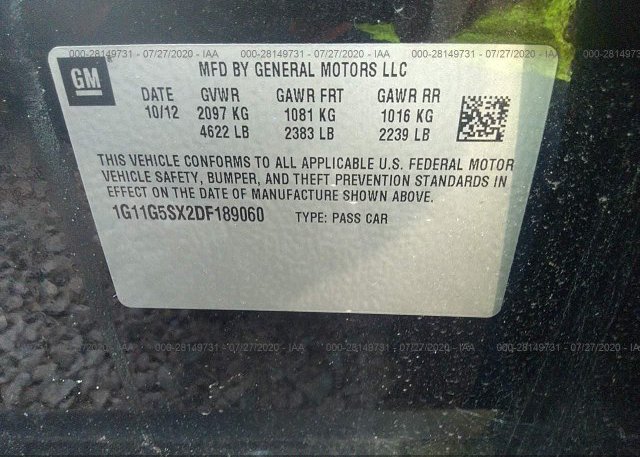 000-28149731 - 07/27/2020 - IAA 000-28149731 - 07/27/2020 - IAA 000-28149731 - 07/27/2020 - IAA
GM
MFD BY GENERAL MOTORS LLC
DATE GVWR GAWR FRT GAWR RR
10/12 2097 KG 1081 KG 1016 KG
4622 LB 2383 LB 2239 LB
THIS VEHICLE CONFORMS TO ALL APPLICABLE U.S. FEDERAL MOTOR
VEHICLE SAFETY, BUMPER, AND THEFT PREVENTION STANDARDS IN
EFFECT ON THE DATE OF MANUFACTURE SHOWN ABOVE.
1G11G5SX2DF189060 TYPE: PASS CAR
000-28149731 - 07/27/2020 - IAA 000-28149731 - 07/27/2020 - IAA 000-28149731 - 07/27/2020 - IAA